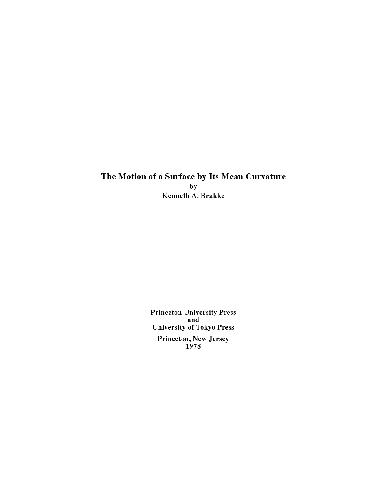 The Motion of a Surface by Its Mean Curvature
by
Kenneth A. Brakke
Princeton University Press
and
University of Tokyo Press
Princeton, New Jersey
1978